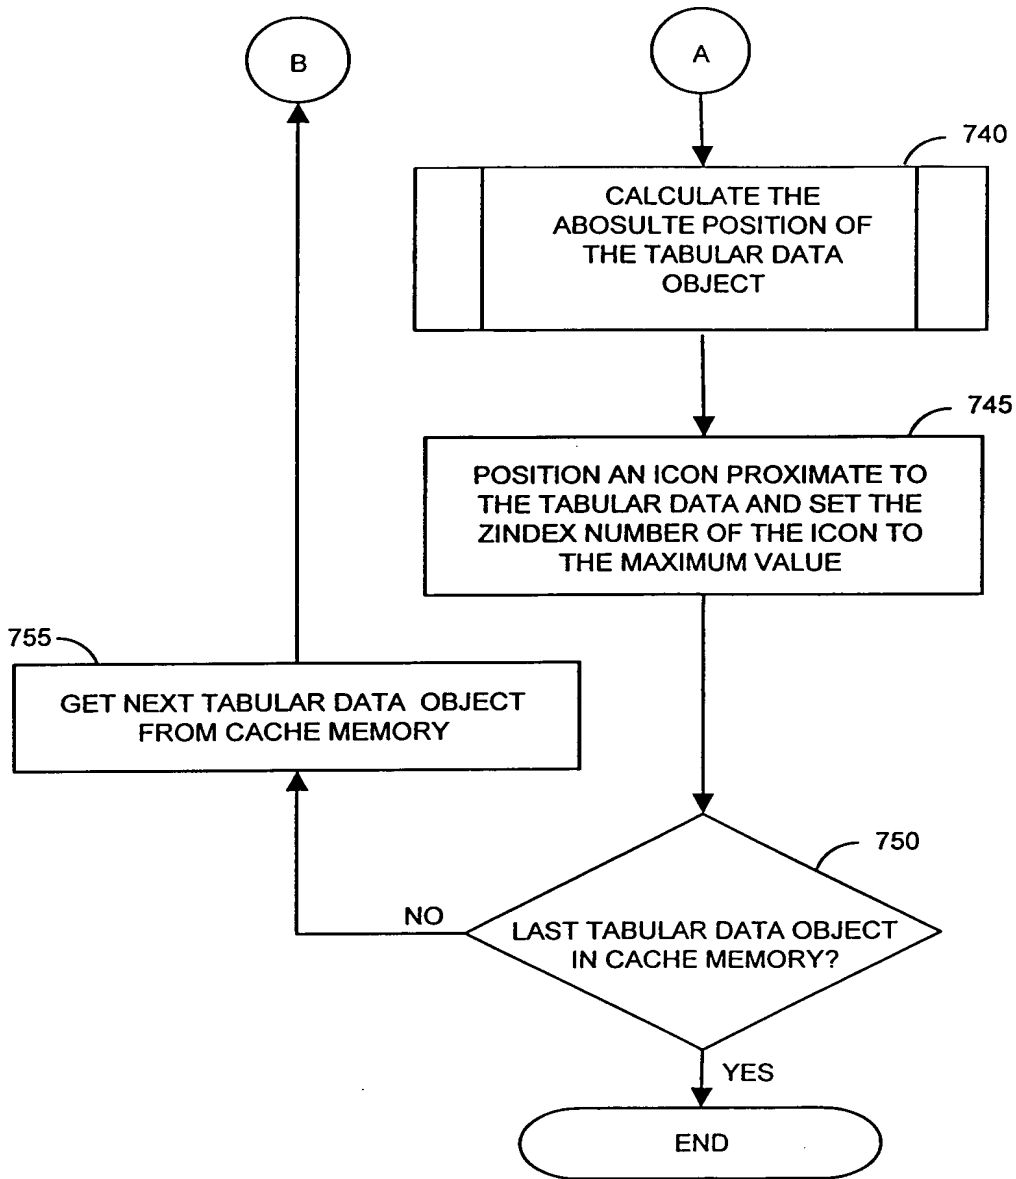 B
A
740
CALCULATE THE
ABOSULTE POSITION OF
THE TABULAR DATA
OBJECT
745
POSITION AN ICON PROXIMATE TO
THE TABULAR DATA AND SET THE
ZINDEX NUMBER OF THE ICON TO
THE MAXIMUM VALUE
755
GET NEXT TABULAR DATA OBJECT
FROM CACHE MEMORY
750
NO
LAST TABULAR DATA OBJECT
IN CACHE MEMORY?
YES
END